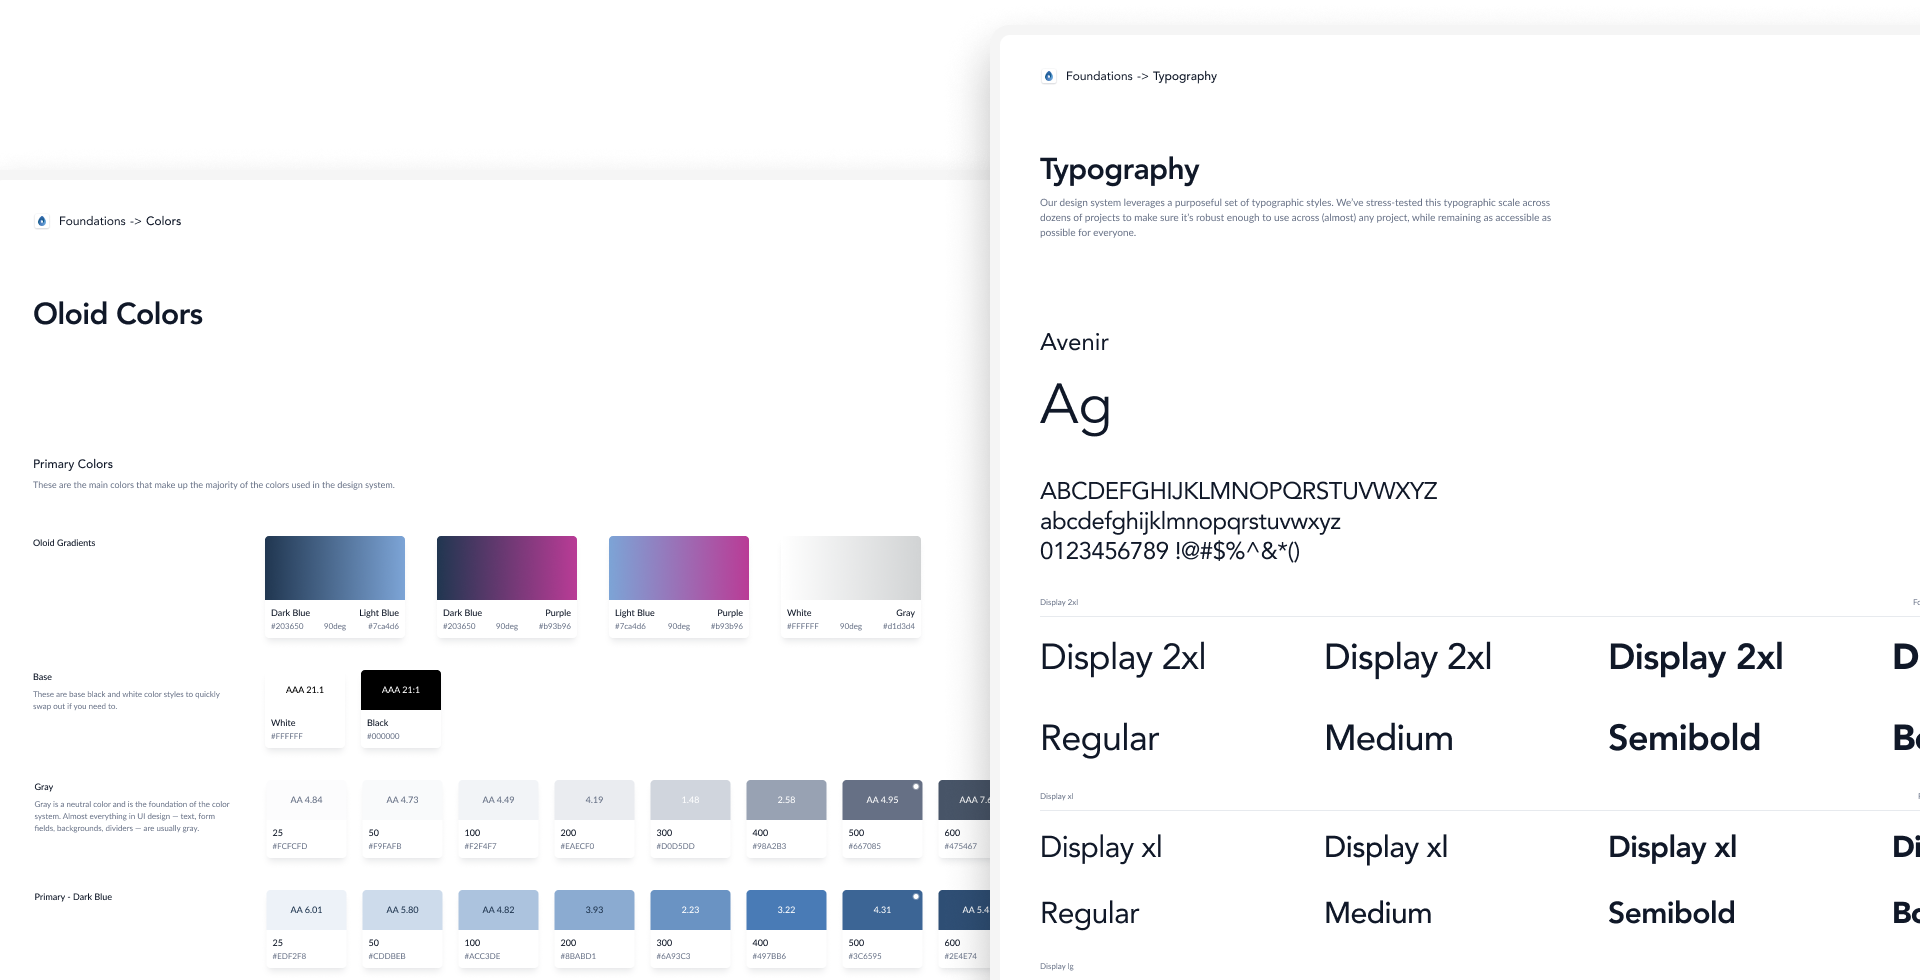 Foundations -> Colors
Oloid Colors
Primary Colors
These are the main colors that make up the majority of the colors used in the design system.
Oloid Gradients
Dark Blue Light Blue
#203650 90deg #7ca4d6
Dark Blue Purple
#203650 90deg #b93b96
Light Blue Purple
#7ca4d6 90deg #b93b96
White Gray
#FFFFFF 90deg #d1d3d4
Base
These are base black and white color styles to quickly
swap out if you need to.
AAA 21.1
White
#FFFFFF
AAA 21:1
Black
#000000
Gray
Gray is a neutral color and is the foundation of the color
system. Almost everything in UI design — text, form
fields, backgrounds, dividers — are usually gray.
AA 4.84
25
#FCFCFD
AA 4.73
50
#F9FAFB
AA 4.49
100
#F2F4F7
4.19
200
#EAECF0
1.48
300
#D0D5DD
2.58
400
#98A2B3
AA 4.95
500
#667085
AAA 7.6
600
#475467
Primary - Dark Blue
AA 6.01
25
#EDF2F8
AA 5.80
50
#CDDBEB
AA 4.82
100
#ACC3DE
3.93
200
#8BABD1
2.23
300
#6A93C3
3.22
400
#497BB6
4.31
500
#3C6595
AA 5.4
600
#2E4E74
Foundations -> Typography
Typography
Our design system leverages a purposeful set of typographic styles. We've stress-tested this typographic scale across
dozens of projects to make sure it's robust enough to use across (almost) any project, while remaining as accessible as
possible for everyone.
Avenir
Ag
ABCDEFGHIJKLMNOPQRSTUVWXYZ
abcdefghijklmnopqrstuvwxyz
0123456789 !@#$%^&*()
Display 2xl Fo
Display 2xl Display 2xl Display 2xl D
Regular Medium Semibold Bo
Display xl F
Display xl Display xl Display xl Di
Regular Medium Semibold Bo
Display lg